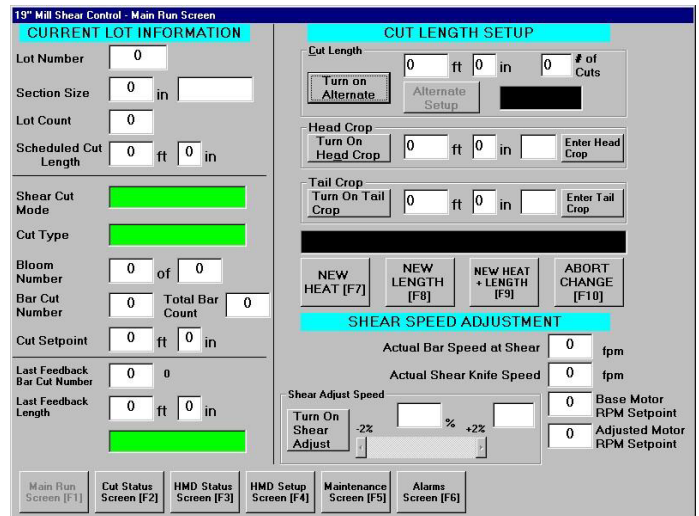 19" Mill Shear Control - Main Run Screen
CURRENT LOT INFORMATION
Lot Number 0
Section Size 0 in
Lot Count 0
Scheduled Cut
Length 0 ft 0 in
Shear Cut
Mode
Cut Type
Bloom
Number 0 of 0
Bar Cut
Number 0 Total Bar
Count 0
Cut Setpoint 0 ft 0 in
Last Feedback
Bar Cut Number 0 0
Last Feedback
Length 0 ft 0 in
CUT LENGTH SETUP
Cut Length
Turn on
Alternate
0 ft 0 in 0 # of
Cuts
Alternate
Setup
Head Crop
Turn On
Head Crop
0 ft 0 in
Enter Head
Crop
Tail Crop
Turn On Tail
Crop
0 ft 0 in
Enter Tail
Crop
NEW
HEAT [F7]
NEW
LENGTH
[F8]
NEW HEAT
+ LENGTH
[F9]
ABORT
CHANGE
[F10]
SHEAR SPEED ADJUSTMENT
Actual Bar Speed at Shear 0 fpm
Actual Shear Knife Speed 0 fpm
Shear Adjust Speed
Turn On
Shear
Adjust
-2% % +2%
0 Base Motor
RPM Setpoint
0 Adjusted Motor
RPM Setpoint
Main Run
Screen [F1]
Cut Status
Screen [F2]
HMD Status
Screen [F3]
HMD Setup
Screen [F4]
Maintenance
Screen [F5]
Alarms
Screen [F6]